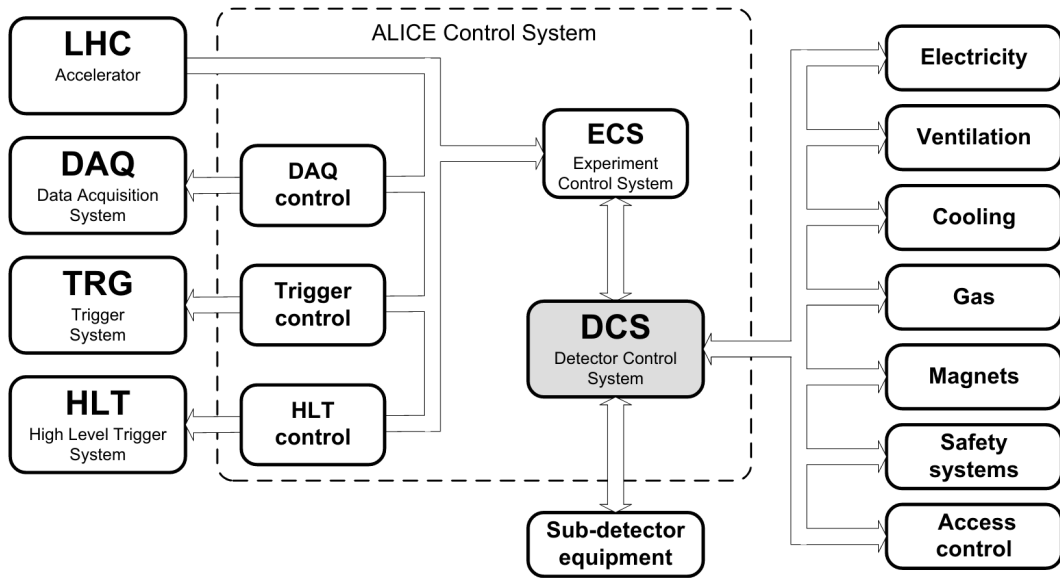 ALICE Control System
LHC
Accelerator
DAQ
Data Acquisition
System
TRG
Trigger
System
HLT
High Level Trigger
System
DAQ
control
Trigger
control
HLT
control
ECS
Experiment
Control System
DCS
Detector Control
System
Sub-detector
equipment
Electricity
Ventilation
Cooling
Gas
Magnets
Safety
systems
Access
control